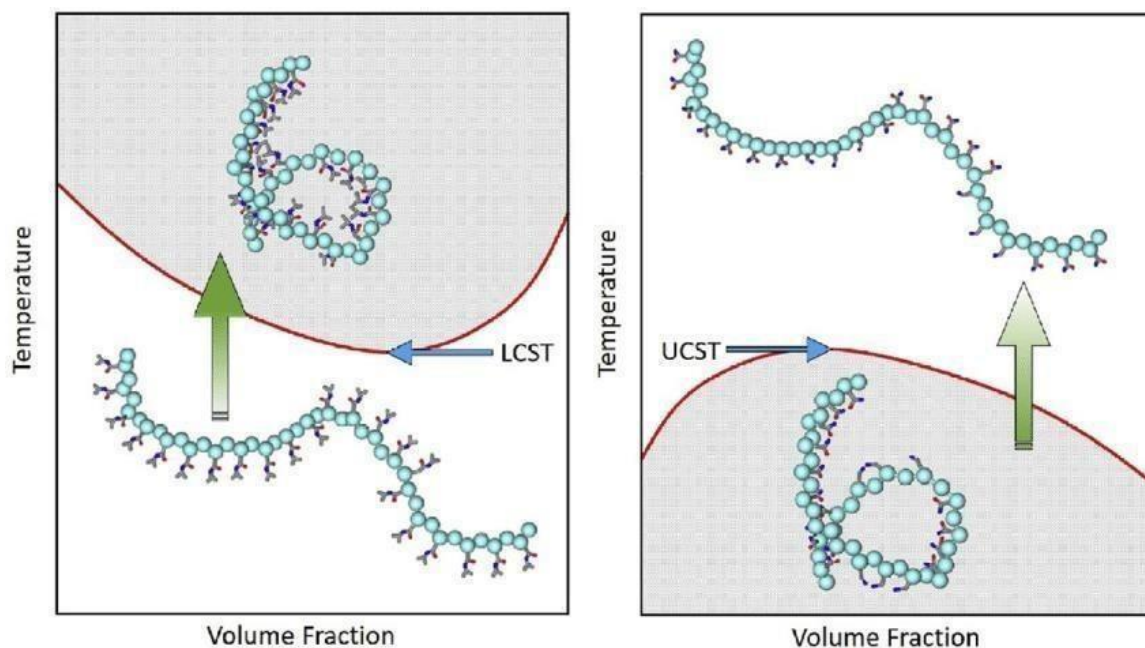 Temperature
LCST
Volume Fraction
Temperature
UCST
Volume Fraction